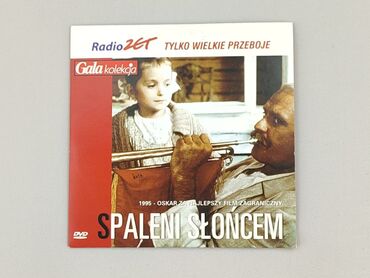 Radio ZET TYLKO WIELKIE PRZEBOJE
Gala kolekcja
1995 - OSKAR ZA NAJLEPSZY FILM ZAGRANICZNY
SPALENI SŁOŃCEM
DVD